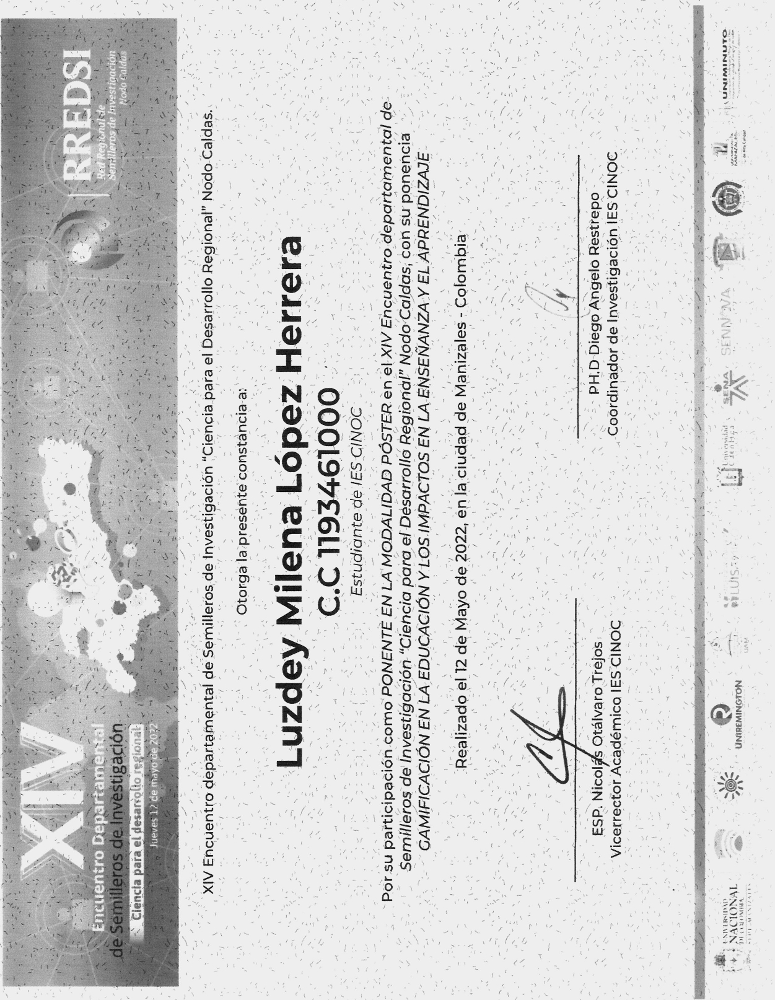 XIV
Encuentro Departamental
de Semilleros de Investigación
Ciencia para el desarrollo regional
Jueves 12 de mayo de 2022
RREDSI
Red Regional de
Semilleros de Investigación
Nodo Caldas
XIV Encuentro departamental de Semilleros de Investigación “Ciencia para el Desarrollo Regional” Nodo Caldas.
Otorga la presente constancia a:
Luzdey Milena López Herrera
C.C 1193461000
Estudiante de IES CINOC
Por su participación como PONENTE EN LA MODALIDAD PÓSTER en el XIV Encuentro departamental de
Semilleros de Investigación “Ciencia para el Desarrollo Regional” Nodo Caldas, con su ponencia
GAMIFICACIÓN EN LA EDUCACIÓN Y LOS IMPACTOS EN LA ENSEÑANZA Y EL APRENDIZAJE
Realizado el 12 de Mayo de 2022, en la ciudad de Manizales - Colombia
ESP. Nicolás Otálvaro Trejos
Vicerrector Académico IES CINOC
PH.D Diego Angelo Restrepo
Coordinador de Investigación IES CINOC
UNIVERSIDAD
NACIONAL
DE COLOMBIA
SEDE MANIZALES
UNIREMINGTON
UAM
LUIS
Universidad
SENA
UNIMINUTO